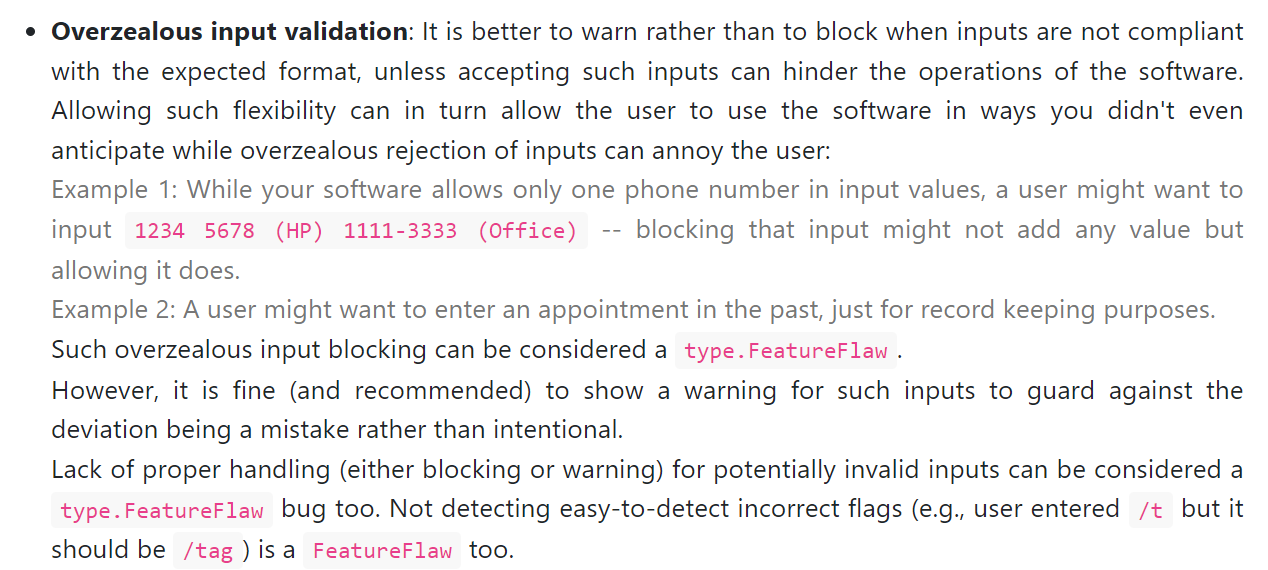 • Overzealous input validation: It is better to warn rather than to block when inputs are not compliant
with the expected format, unless accepting such inputs can hinder the operations of the software.
Allowing such flexibility can in turn allow the user to use the software in ways you didn't even
anticipate while overzealous rejection of inputs can annoy the user:
Example 1: While your software allows only one phone number in input values, a user might want to
input 1234 5678 (HP) 1111-3333 (Office) -- blocking that input might not add any value but
allowing it does.
Example 2: A user might want to enter an appointment in the past, just for record keeping purposes.
Such overzealous input blocking can be considered a type.FeatureFlaw.
However, it is fine (and recommended) to show a warning for such inputs to guard against the
deviation being a mistake rather than intentional.
Lack of proper handling (either blocking or warning) for potentially invalid inputs can be considered a
type.FeatureFlaw bug too. Not detecting easy-to-detect incorrect flags (e.g., user entered /t but it
should be /tag) is a FeatureFlaw too.